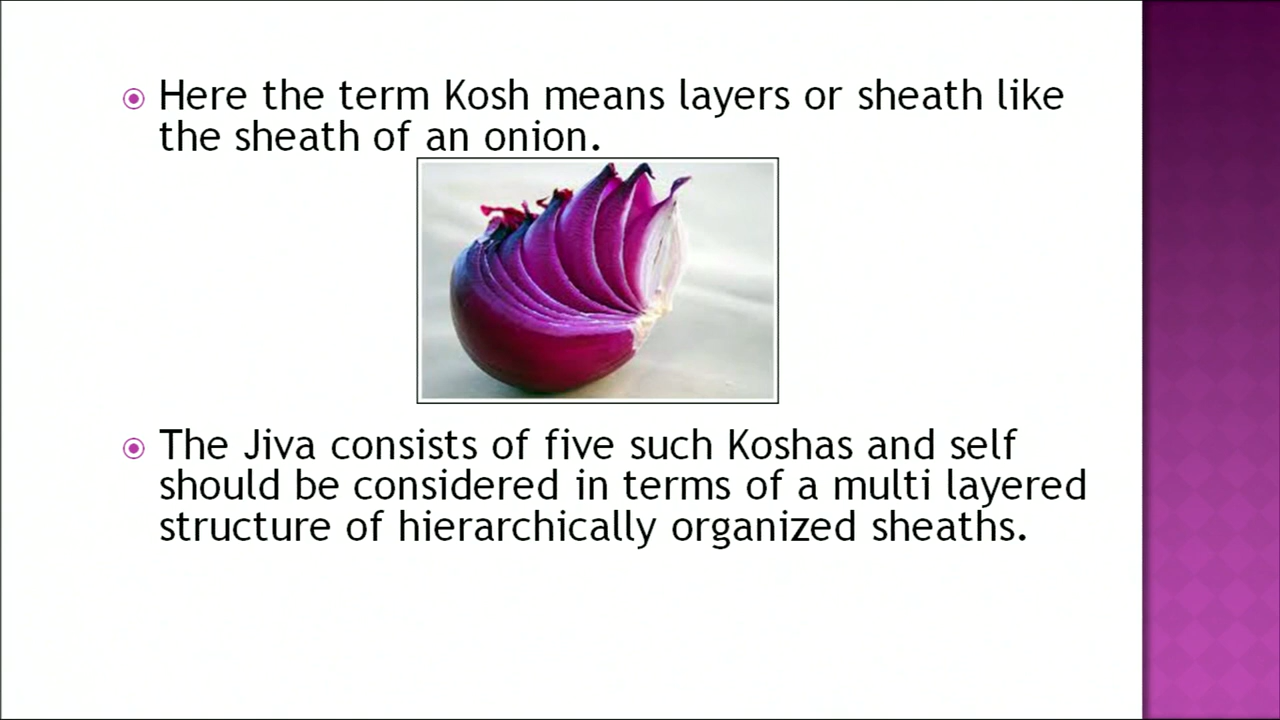 Here the term Kosh means layers or sheath like
the sheath of an onion.
The Jiva consists of five such Koshas and self
should be considered in terms of a multi layered
structure of hierarchically organized sheaths.